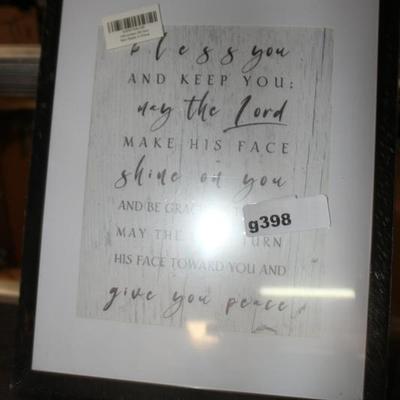 bless you
AND KEEP YOU;
may the Lord
MAKE HIS FACE
shine on you
AND BE
g398
MAY THE TURN
HIS FACE TOWARD YOU AND
give you peace